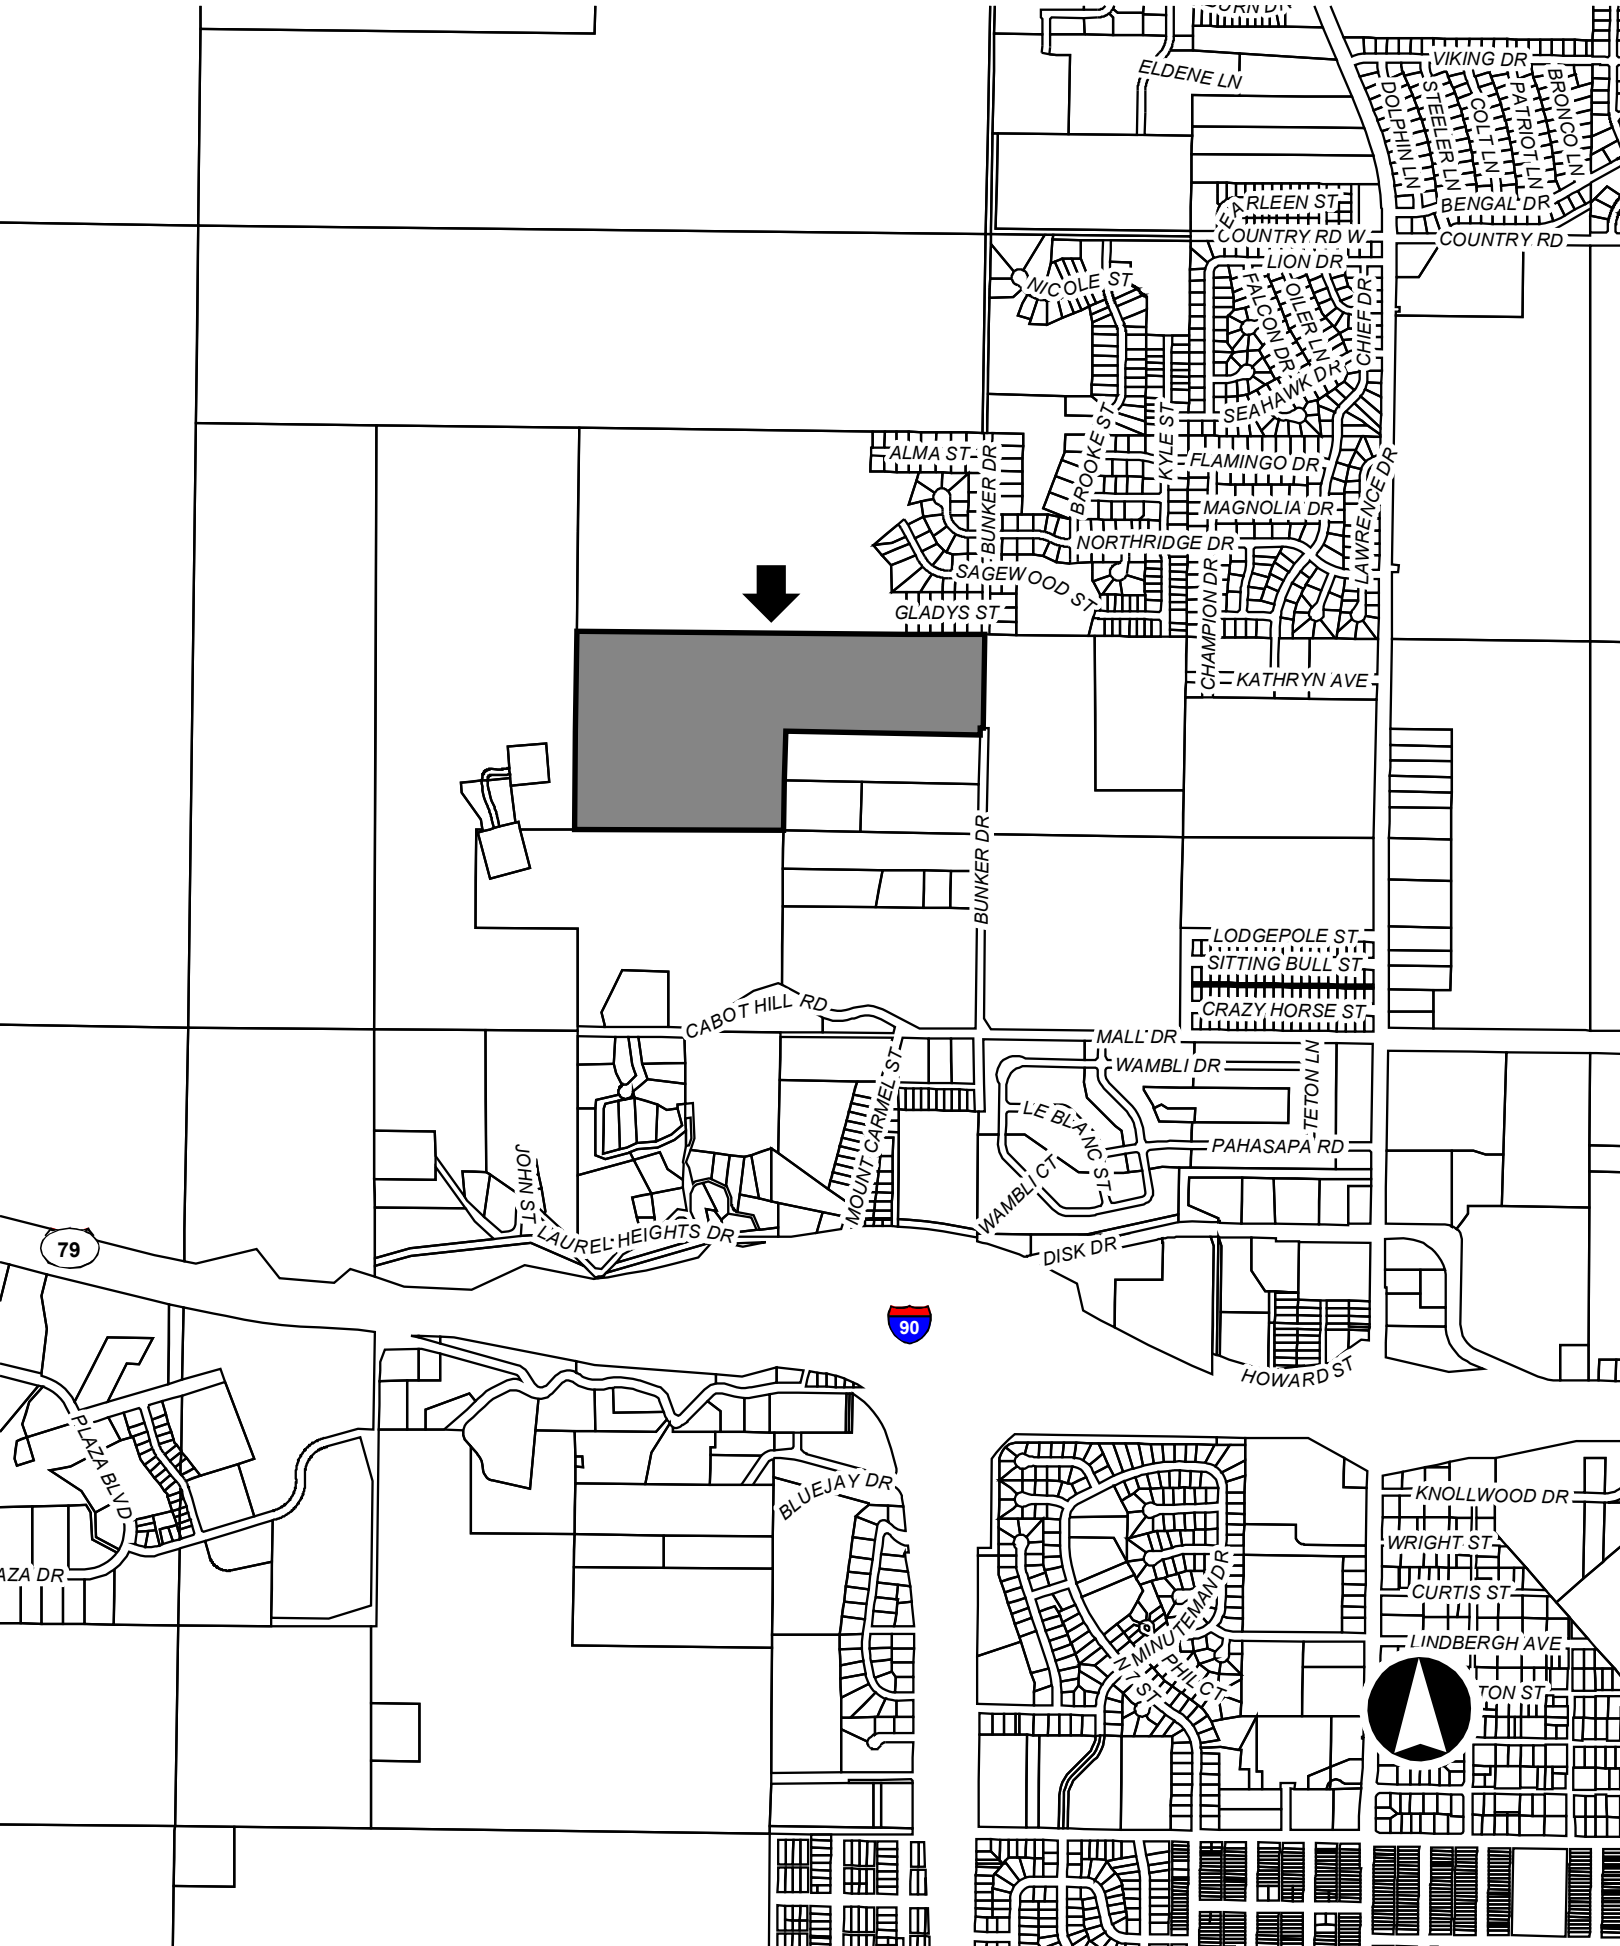 ELDENE LN
VIKING DR
DOLPHIN LN
STEELER LN
COLT LN
PATRIOT LN
BRONCO LN
BENGAL DR
EARLEEN ST
COUNTRY RD W
COUNTRY RD
LION DR
NICOLE ST
FALCON DR
OILER LN
CHIEF DR
SEAHAWK DR
ALMA ST
BUNKER DR
BROOKE ST
KYLE ST
FLAMINGO DR
LAWRENCE DR
MAGNOLIA DR
NORTHRIDGE DR
SAGEWOOD ST
GLADYS ST
CHAMPION DR
KATHRYN AVE
BUNKER DR
LODGEPOLE ST
SITTING BULL ST
CRAZY HORSE ST
CABOT HILL RD
MALL DR
WAMBLI DR
TETON LN
MOUNT CARMEL ST
LE BLANC ST
PAHASAPA RD
JOHN ST
WAMBLI CT
LAUREL HEIGHTS DR
DISK DR
79
90
HOWARD ST
PLAZA BLVD
BLUEJAY DR
KNOLLWOOD DR
WRIGHT ST
AZA DR
CURTIS ST
MINUTEMAN DR
LINDBERGH AVE
N 7 ST
PHIL CT
TON ST